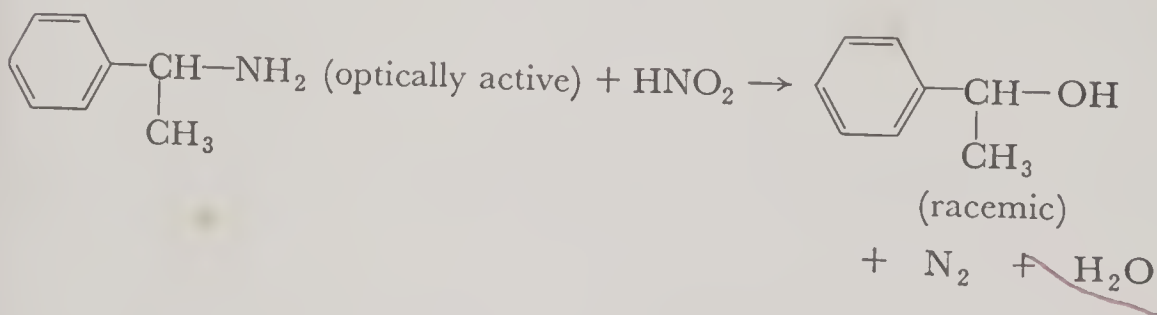 CH—NH₂ (optically active) + HNO₂ → CH—OH
CH₃ CH₃
(racemic)
+ N₂ + H₂O